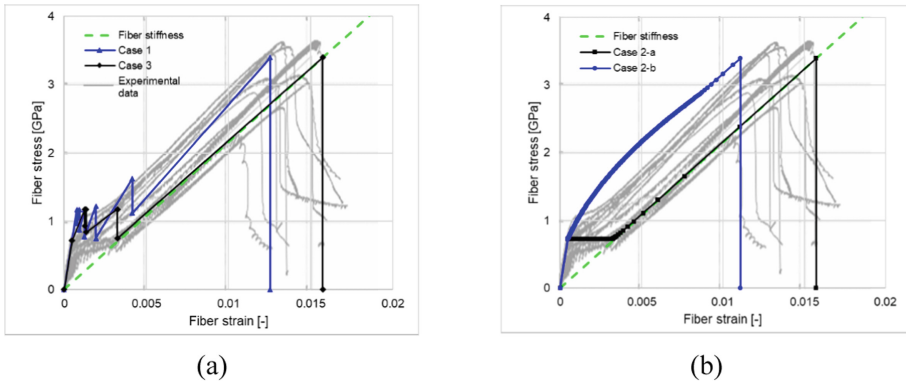 4
3
2
1
0
Fiber stress [GPa]
Fiber stiffness
Case 1
Case 3
Experimental
data
0.005
0.01
0.015
0.02
Fiber strain [-]
(a)
4
3
2
1
0
Fiber stress [GPa]
Fiber stiffness
Case 2-a
Case 2-b
0
0.005
0.01
0.015
0.02
Fiber strain [-]
(b)